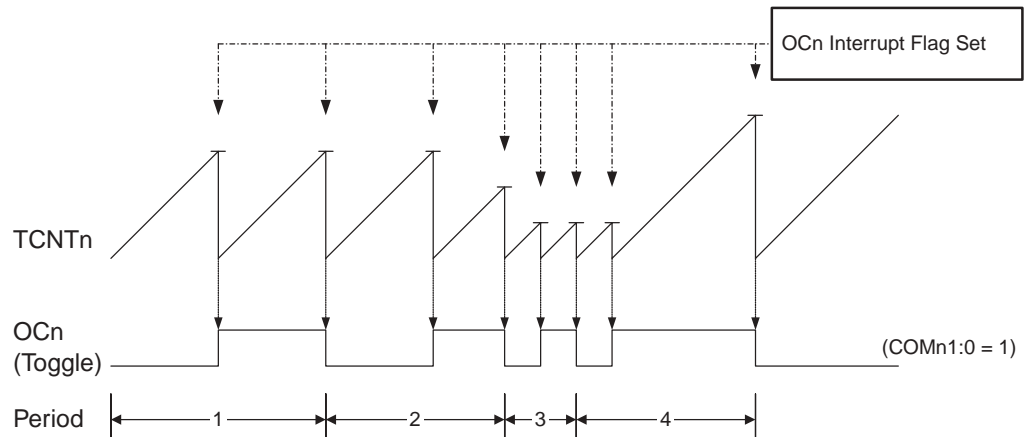 OCn Interrupt Flag Set
TCNTn
OCn
(Toggle)
(COMn1:0 = 1)
Period
1
2
3
4